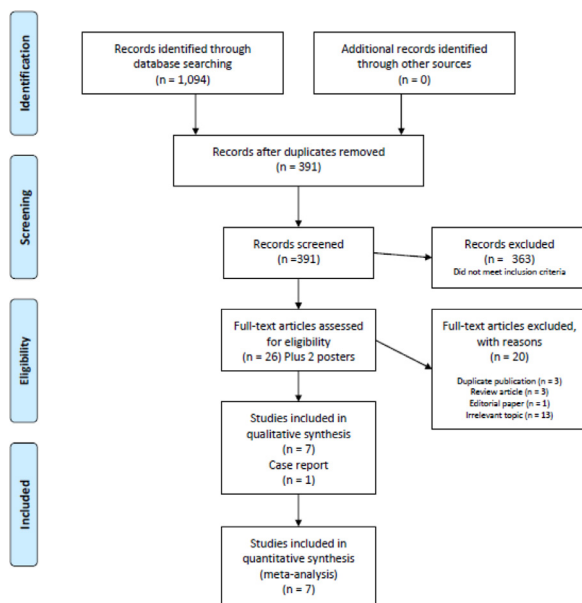 Identification
Records identified through
database searching
(n = 1,094)
Additional records identified
through other sources
(n = 0)
Records after duplicates removed
(n = 391)
Screening
Records screened
(n =391)
Records excluded
(n = 363)
Did not meet inclusion criteria
Eligibility
Full-text articles assessed
for eligibility
(n = 26) Plus 2 posters
Full-text articles excluded,
with reasons
(n = 20)
Duplicate publication (n = 3)
Review article (n = 3)
Editorial paper (n = 1)
Irrelevant topic (n = 13)
Studies included in
qualitative synthesis
(n = 7)
Case report
(n = 1)
Included
Studies included in
quantitative synthesis
(meta-analysis)
(n = 7)